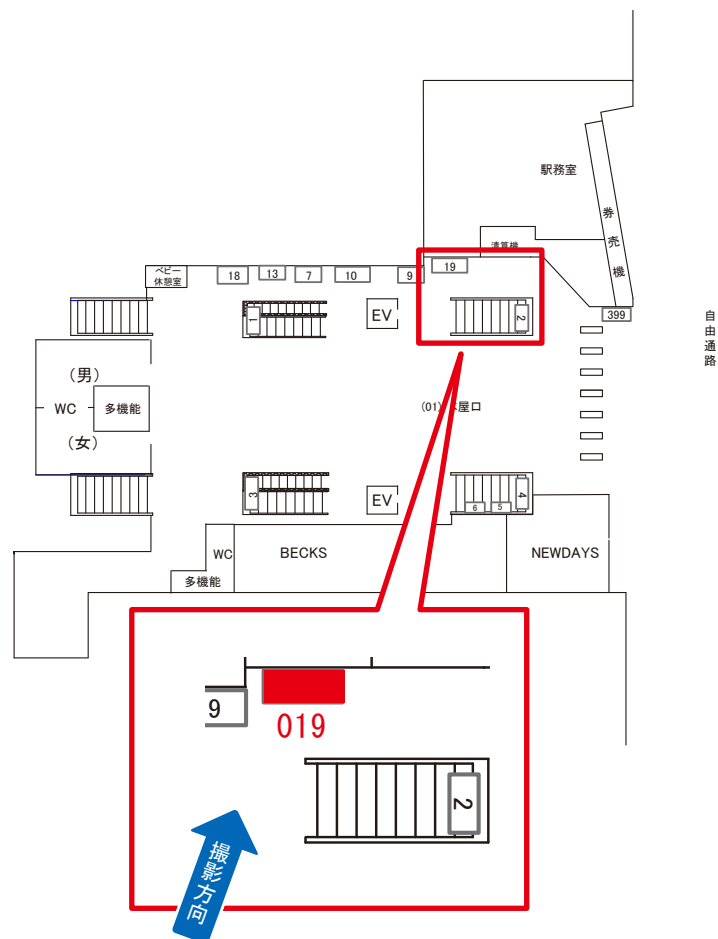 駅務室
券売機
清算機
ベビー
休憩室
18
13
7
10
9
19
399
1
EV
2
自由通路
(男)
WC
多機能
(女)
(01)
屋口
3
EV
4
6
5
WC
BECKS
NEWDAYS
多機能
9
019
2
撮影方向